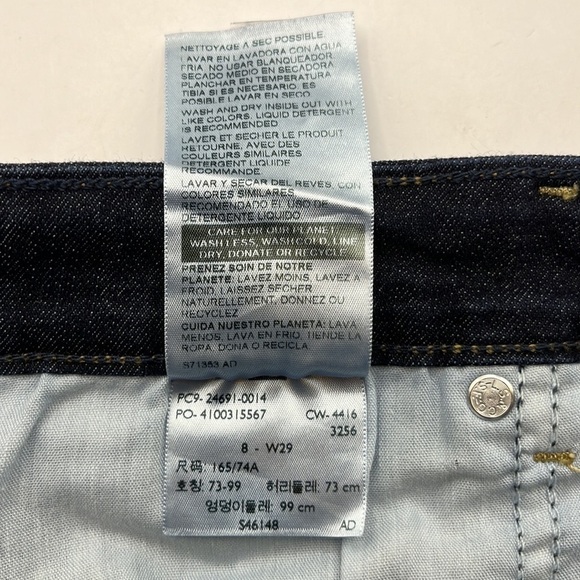 NETTOYAGE A SEC POSSIBLE.
LAVAR EN LAVADORA CON AGUA
FRIA. NO USAR BLANQUEADOR.
SECADO MEDIO EN SECADORA
PLANCHAR EN TEMPERATURA
TIBIA SI ES NECESARIO. ES
POSIBLE LAVAR EN SECO.
WASH AND DRY INSIDE OUT WITH
LIKE COLORS. LIQUID DETERGENT
IS RECOMMENDED
LAVER ET SECHER LE PRODUIT
RETOURNE, AVEC DES
COULEURS SIMILAIRES
DETERGENT LIQUIDE
RECOMMANDE.
LAVAR Y SECAR DEL REVES, CON
COLORES SIMILARES.
RECOMENDADO EL USO DE
DETERGENTE LIQUIDO
CARE FOR OUR PLANET
WASH LESS, WASH COLD, LINE
DRY, DONATE OR RECYCLE
PRENEZ SOIN DE NOTRE
PLANETE: LAVEZ MOINS, LAVEZ A
FROID, LAISSEZ SECHER
NATURELLEMENT, DONNEZ OU
RECYCLEZ
CUIDA NUESTRO PLANETA: LAVA
MENOS, LAVA EN FRIO, TIENDE LA
ROPA, DONA O RECICLA
S71353 AD
PC9- 24691-0014
PO- 4100315567 CW- 4416
3256
8 - W29
尺码: 165/74A
호칭: 73-99 허리둘레: 73 cm
엉덩이둘레: 99 cm
S46148 AD